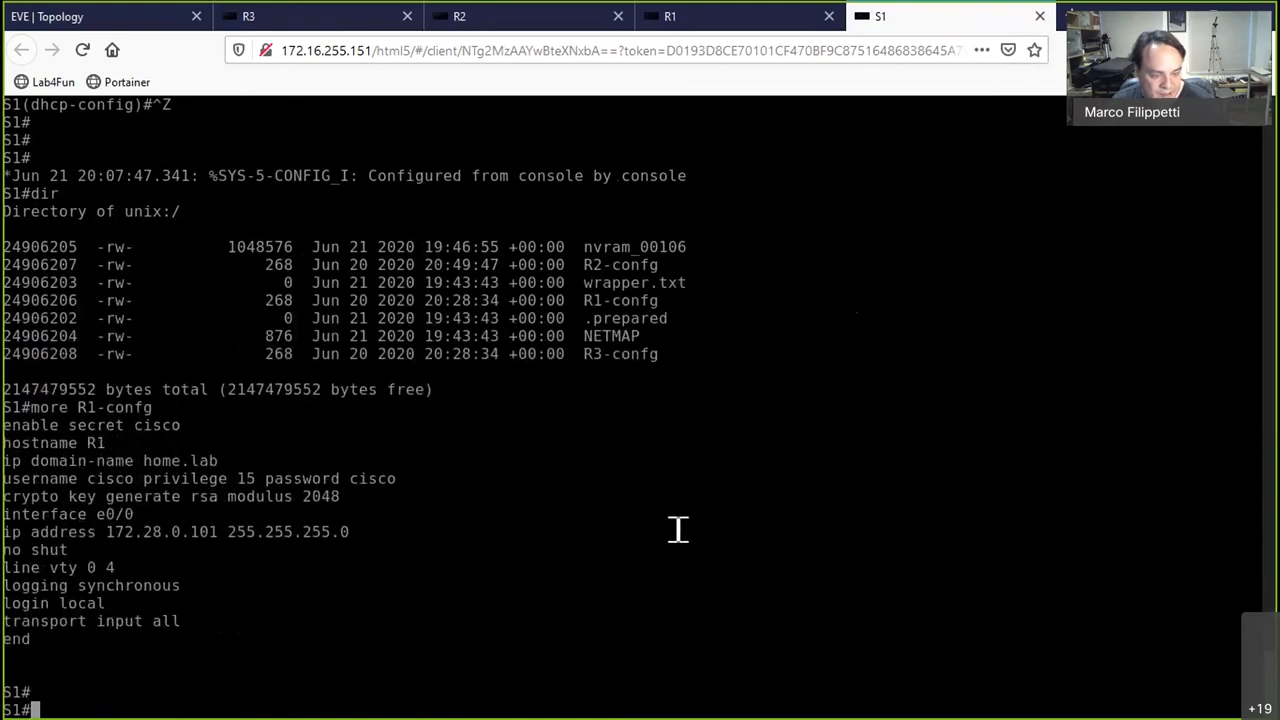 EVE | Topology
R3
R2
R1
S1
172.16.255.151/html5/#/client/NTg2MzAAYwBteXNxbA==?token=D0193D8CE70101CF470BF9C87516486838645A7
Lab4Fun
Portainer
Marco Filippetti
S1(dhcp-config)#^Z
S1#
S1#
S1#
*Jun 21 20:07:47.341: %SYS-5-CONFIG_I: Configured from console by console
S1#dir
Directory of unix:/
24906205 -rw- 1048576 Jun 21 2020 19:46:55 +00:00 nvram_00106
24906207 -rw- 268 Jun 20 2020 20:49:47 +00:00 R2-confg
24906203 -rw- 0 Jun 21 2020 19:43:43 +00:00 wrapper.txt
24906206 -rw- 268 Jun 20 2020 20:28:34 +00:00 R1-confg
24906202 -rw- 0 Jun 21 2020 19:43:43 +00:00 .prepared
24906204 -rw- 876 Jun 21 2020 19:43:43 +00:00 NETMAP
24906208 -rw- 268 Jun 20 2020 20:28:34 +00:00 R3-confg
2147479552 bytes total (2147479552 bytes free)
S1#more R1-confg
enable secret cisco
hostname R1
ip domain-name home.lab
username cisco privilege 15 password cisco
crypto key generate rsa modulus 2048
interface e0/0
ip address 172.28.0.101 255.255.255.0
no shut
line vty 0 4
logging synchronous
login local
transport input all
end
S1#
S1#
+19